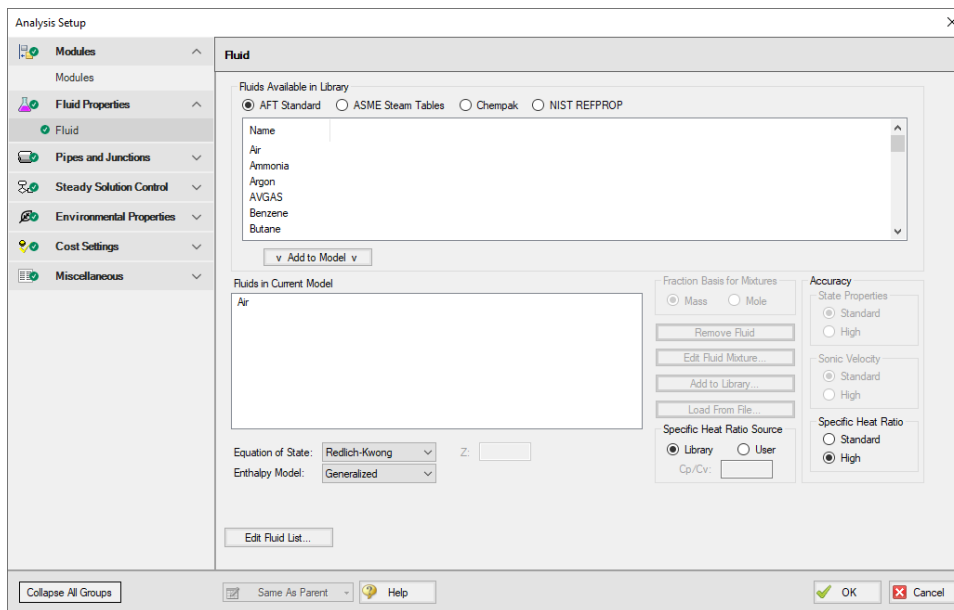 Analysis Setup
Modules
Modules
Fluid Properties
Fluid
Pipes and Junctions
Steady Solution Control
Environmental Properties
Cost Settings
Miscellaneous
Collapse All Groups
Fluid
Fluids Available in Library
AFT Standard ASME Steam Tables Chempak NIST REFPROP
Name
Air
Ammonia
Argon
AVGAS
Benzene
Butane
v Add to Model v
Fluids in Current Model
Air
Fraction Basis for Mixtures
Mass Mole
Remove Fluid
Edit Fluid Mixture...
Add to Library...
Load From File...
Specific Heat Ratio Source
Library User
Cp/Cv:
Accuracy
State Properties
Standard
High
Sonic Velocity
Standard
High
Specific Heat Ratio
Standard
High
Equation of State: Redlich-Kwong Z:
Enthalpy Model: Generalized
Edit Fluid List...
Same As Parent Help OK Cancel